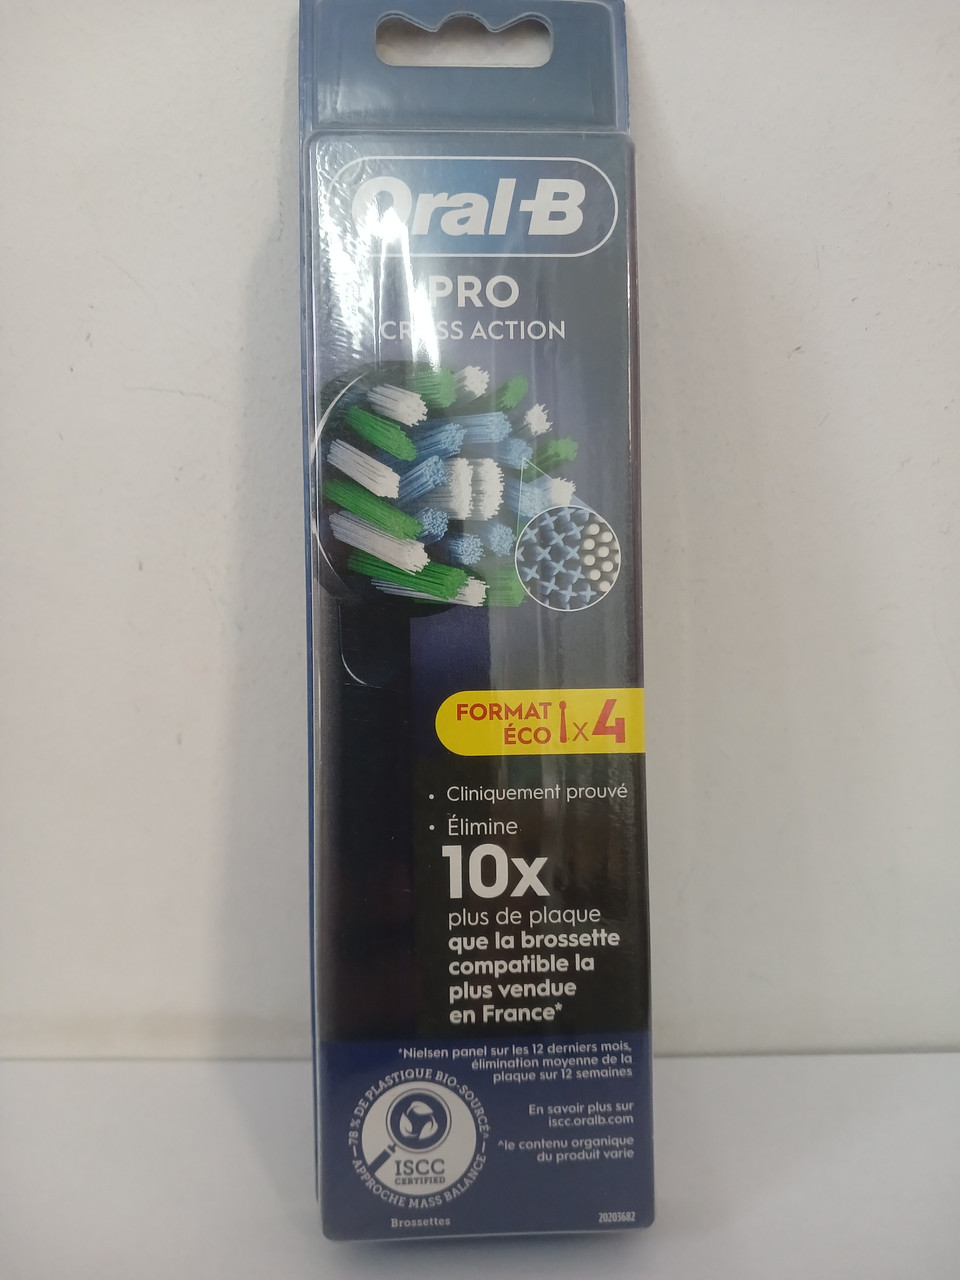 Oral-B
PRO
CROSS ACTION
FORMAT
ÉCO x4
• Cliniquement prouvé
• Élimine
10x
plus de plaque
que la brossette
compatible la
plus vendue
en France*
*Nielsen panel sur les 12 derniers mois,
élimination moyenne de la
plaque sur 12 semaines
78 % DE PLASTIQUE BIO-SOURCÉ^
ISCC
CERTIFIED
APPROCHE MASS BALANCE
En savoir plus sur
iscc.oralb.com
^le contenu organique
du produit varie
Brossettes
20203682